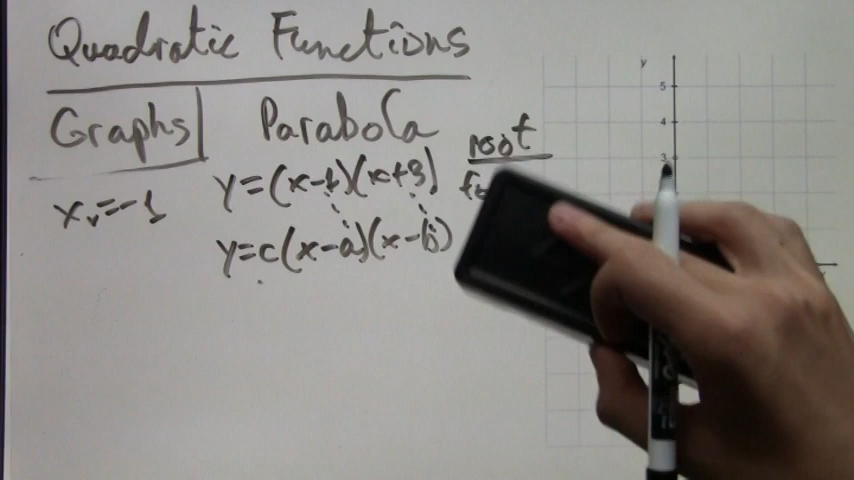 Quadratic Functions
Graphs Parabola
root
y=(x-1)(x+3)
xᵥ=-1
y=c(x-a)(x-b)
y
5
4
3